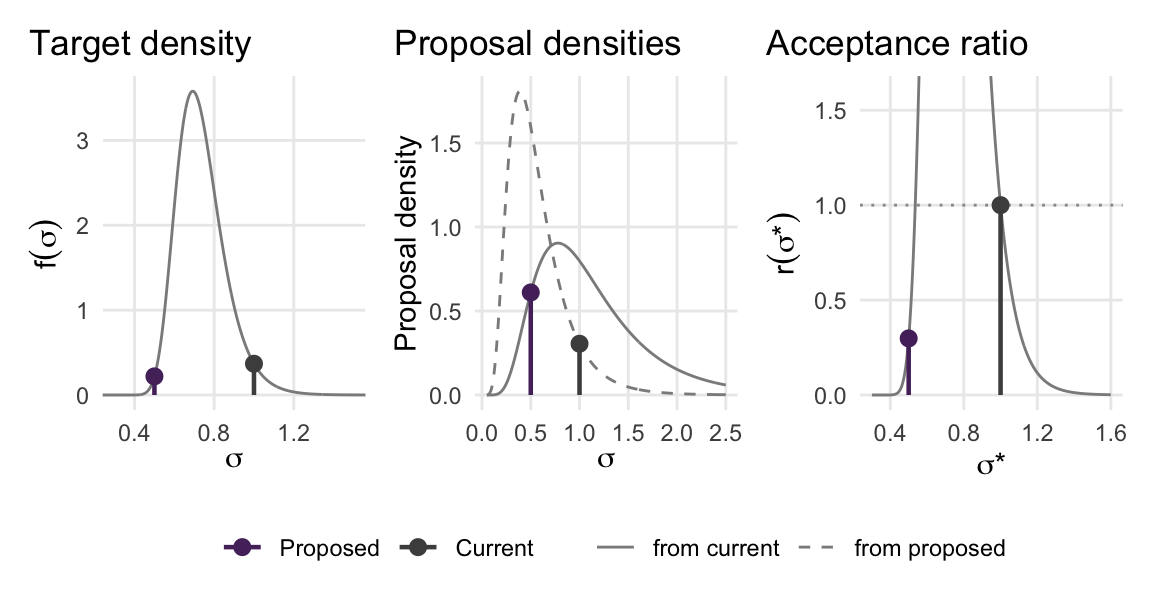 Target density
f(σ)
3
2
1
0
0.4 0.8 1.2
σ
Proposal densities
Proposal density
1.5
1.0
0.5
0.0
0.0 0.5 1.0 1.5 2.0 2.5
σ
Acceptance ratio
r(σ*)
1.5
1.0
0.5
0.0
0.4 0.8 1.2 1.6
σ*
Proposed Current from current from proposed